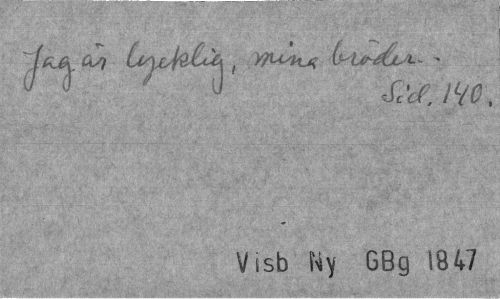 Jag är lycklig, mina bröder.
Sid. 140.
Visb Ny GBg 1847